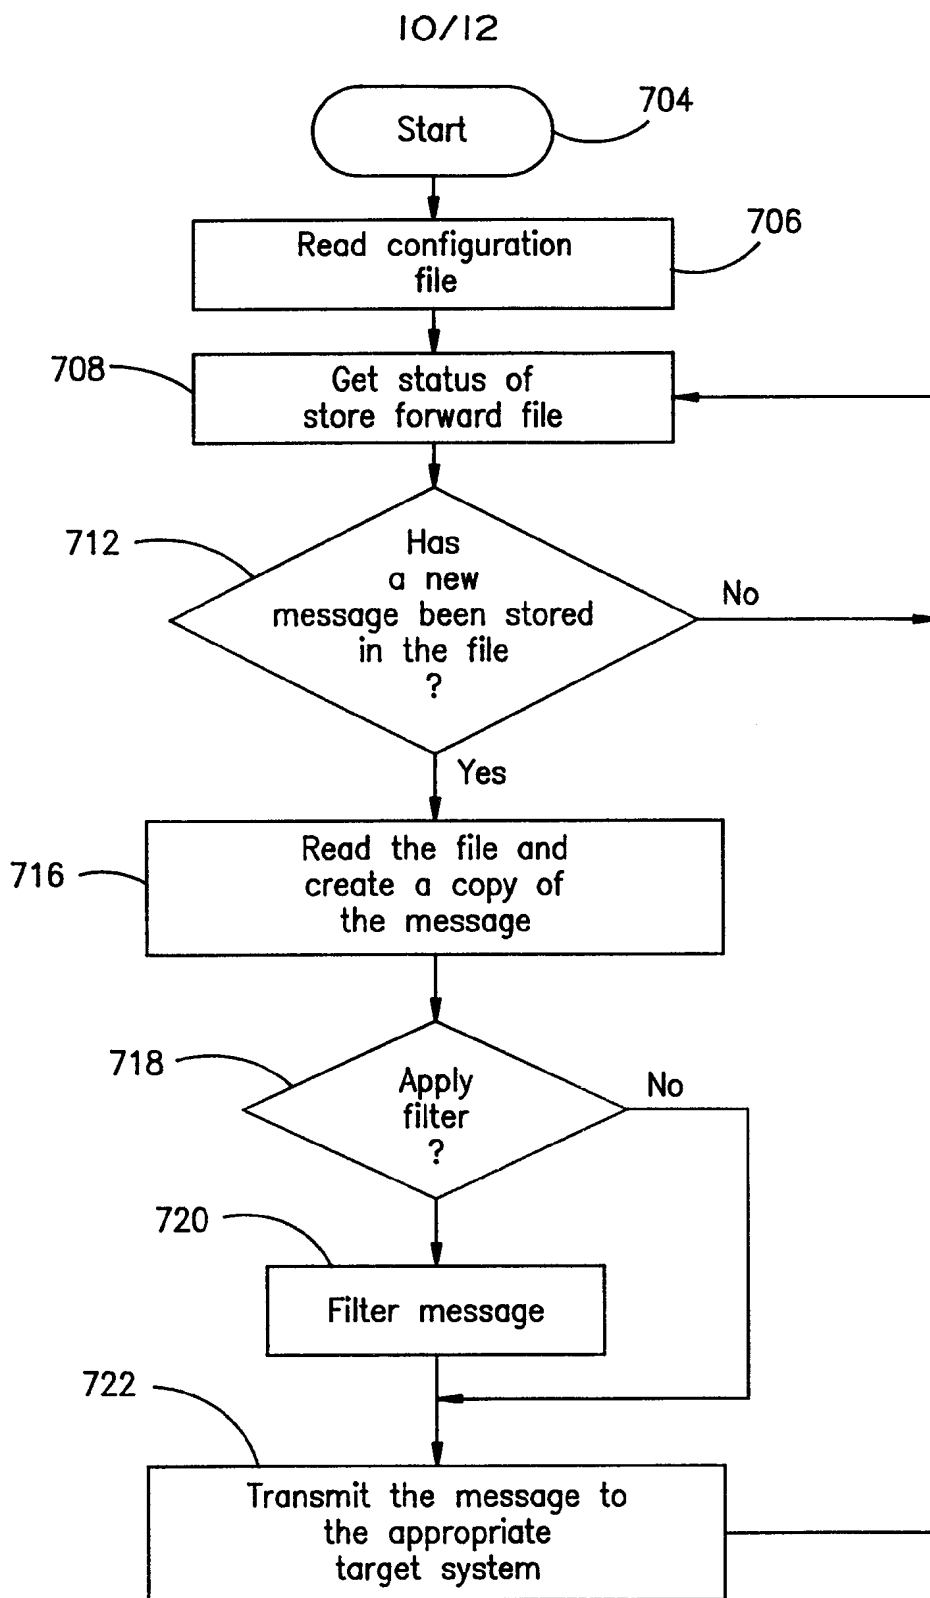 10/12
Start
704
Read configuration
file
706
708
Get status of
store forward file
712
Has
a new
message been stored
in the file
?
No
Yes
716
Read the file and
create a copy of
the message
718
Apply
filter
?
No
720
Filter message
722
Transmit the message to
the appropriate
target system